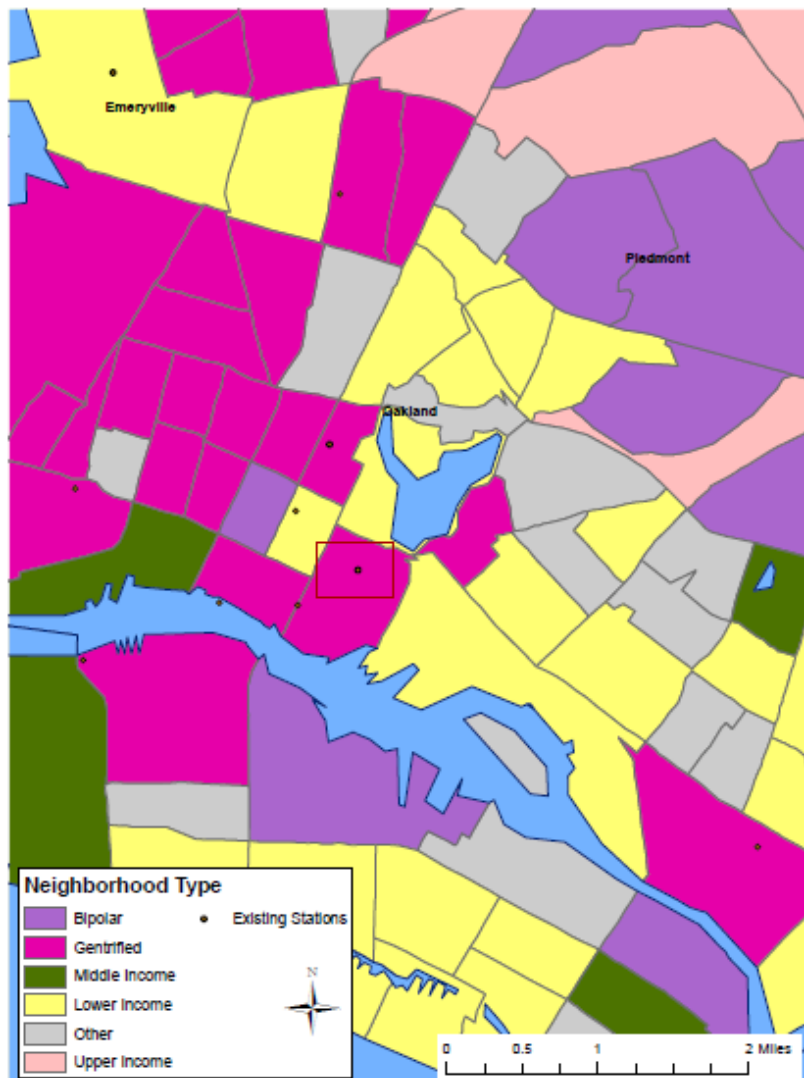 Emeryville
Piedmont
Oakland
Neighborhood Type
Bipolar
Existing Stations
Gentrified
Middle Income
Lower Income
Other
Upper Income
N
0 0.5 1 2 Miles